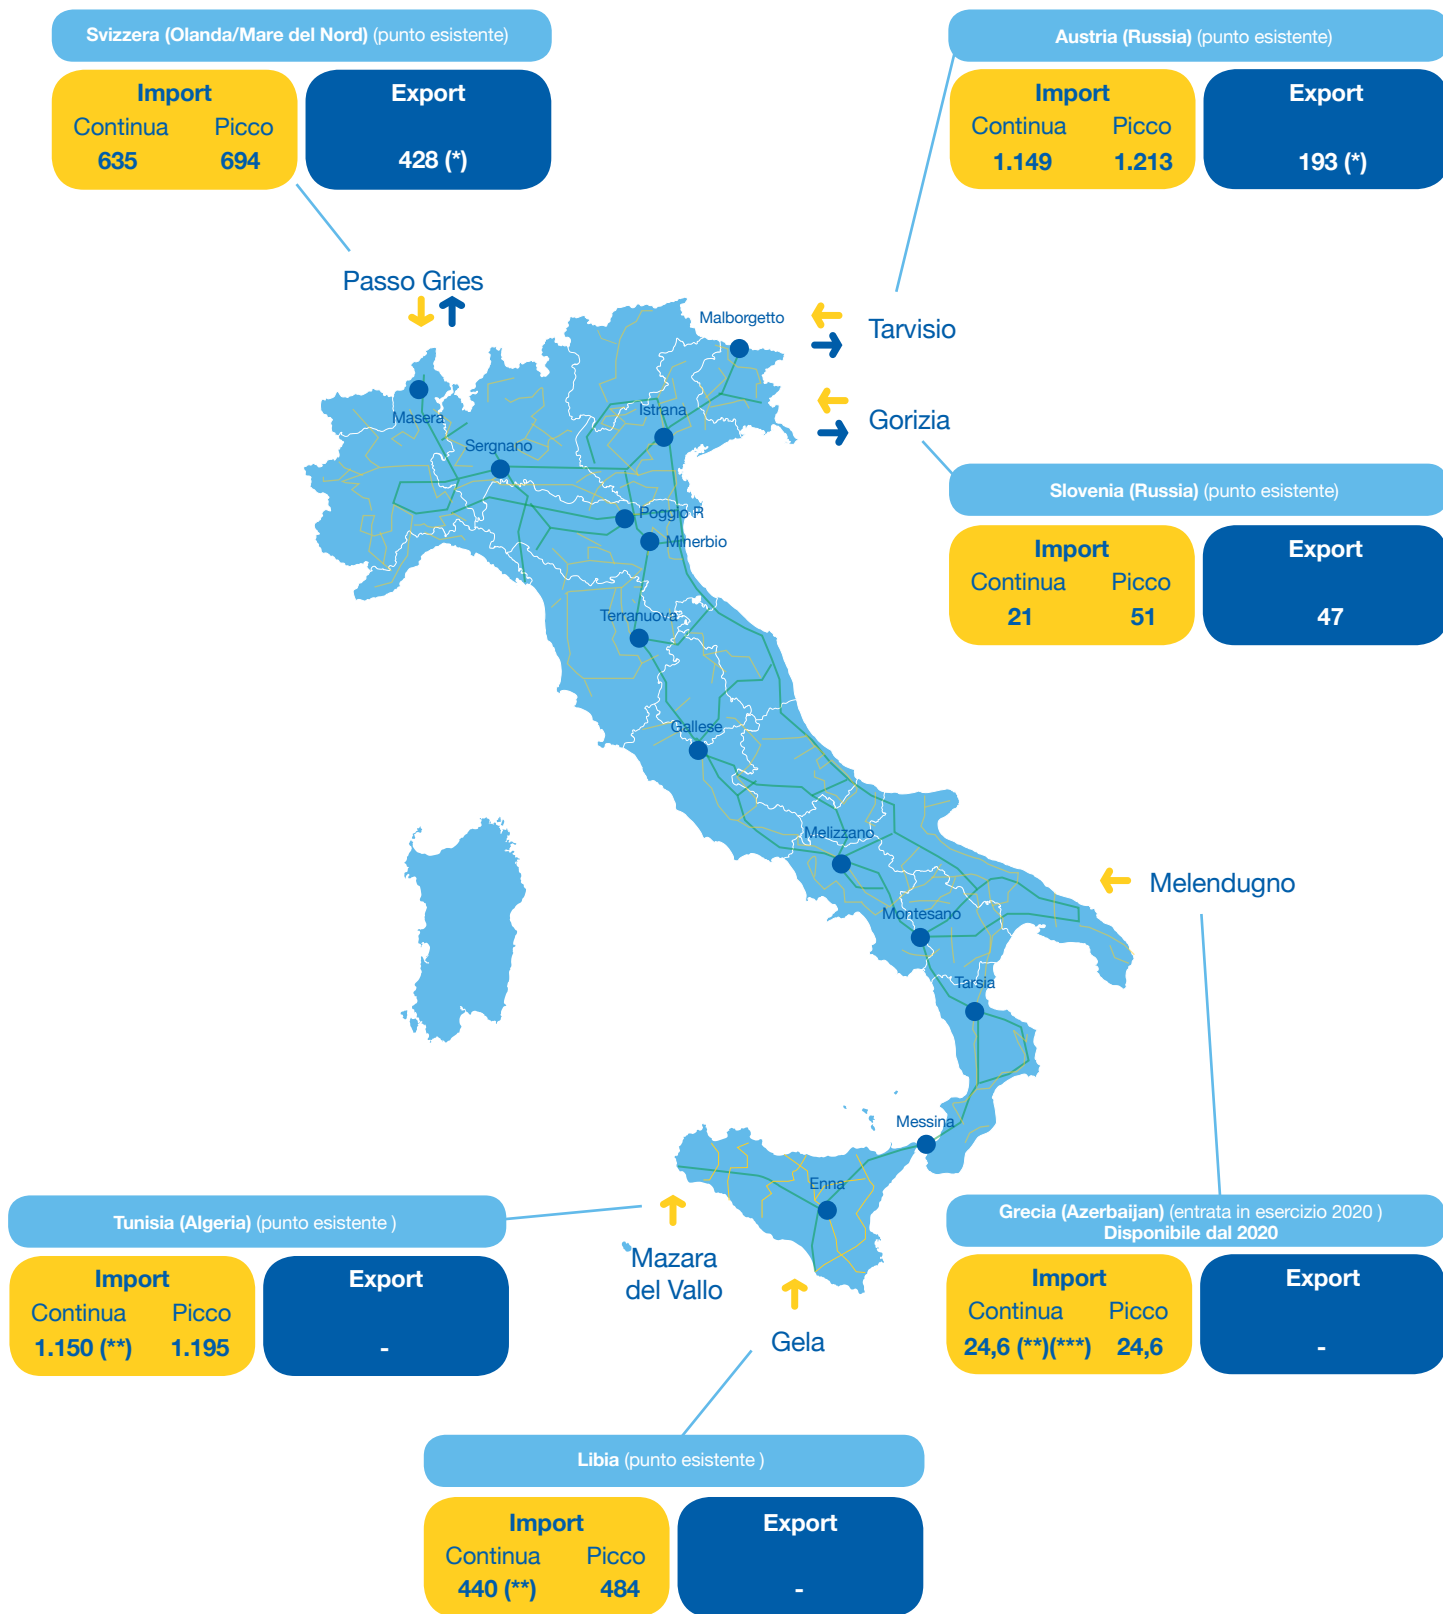 Svizzera (Olanda/Mare del Nord) (punto esistente)
Import
Continua Picco
635 694
Export
428 (*)
Austria (Russia) (punto esistente)
Import
Continua Picco
1.149 1.213
Export
193 (*)
Passo Gries
Malborgetto
Tarvisio
Masera
Istrana
Gorizia
Sergnano
Slovenia (Russia) (punto esistente)
Import
Continua Picco
21 51
Export
47
Poggio R
Minerbio
Terranuova
Gallese
Melizzano
Melendugno
Montesano
Tarsia
Messina
Enna
Tunisia (Algeria) (punto esistente )
Import
Continua Picco
1.150 (**) 1.195
Export
-
Mazara
del Vallo
Gela
Grecia (Azerbaijan) (entrata in esercizio 2020 )
Disponibile dal 2020
Import
Continua Picco
24,6 (**)(***) 24,6
Export
-
Libia (punto esistente )
Import
Continua Picco
440 (**) 484
Export
-